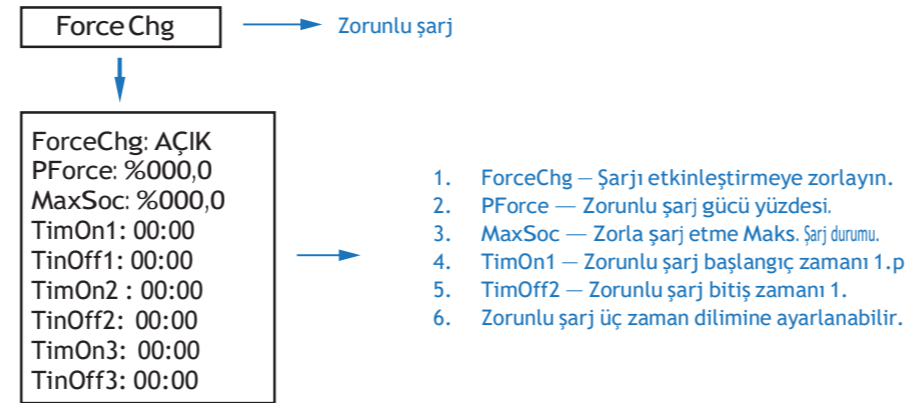 Force Chg
Zorunlu şarj
ForceChg: AÇIK
PForce: %000,0
MaxSoc: %000,0
TimOn1: 00:00
TinOff1: 00:00
TimOn2 : 00:00
TinOff2: 00:00
TimOn3: 00:00
TinOff3: 00:00
1. ForceChg — Şarjı etkinleştirmeye zorlayın.
2. PForce — Zorunlu şarj gücü yüzdesi.
3. MaxSoc — Zorla şarj etme Maks. Şarj durumu.
4. TimOn1 — Zorunlu şarj başlangıç zamanı 1.p
5. TimOff2 — Zorunlu şarj bitiş zamanı 1.
6. Zorunlu şarj üç zaman dilimine ayarlanabilir.